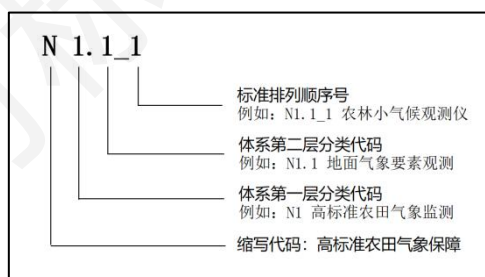 N 1.1_1
标准排列顺序号
例如：N1.1_1 农林小气候观测仪
体系第二层分类代码
例如：N1.1 地面气象要素观测
体系第一层分类代码
例如：N1 高标准农田气象监测
缩写代码：高标准农田气象保障